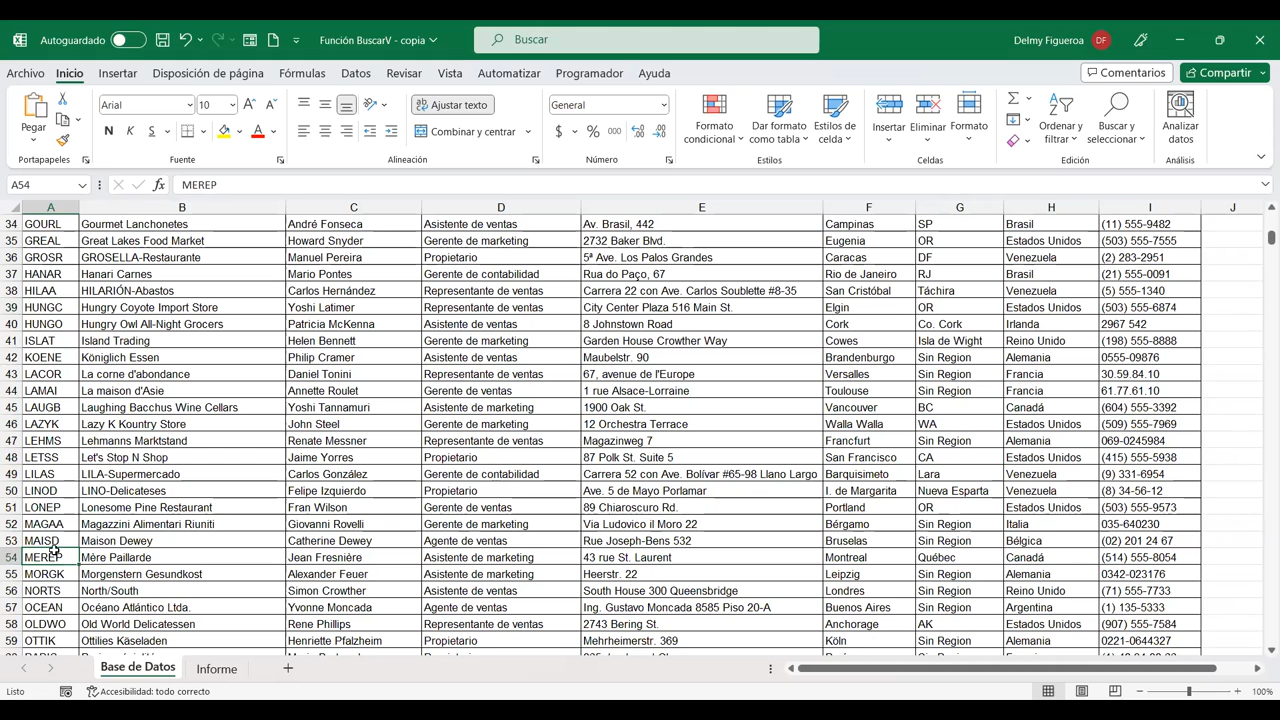 Autoguardado Función BuscarV - copia Buscar Delmy Figueroa DF
Archivo Inicio Insertar Disposición de página Fórmulas Datos Revisar Vista Automatizar Programador Ayuda Comentarios Compartir
Pegar Arial 10 Ajustar texto General Formato condicional Dar formato como tabla Estilos de celda Insertar Eliminar Formato Ordenar y filtrar Buscar y seleccionar Analizar datos
N K S Combinar y centrar $ % 000
Portapapeles Fuente Alineación Número Estilos Celdas Edición Análisis
A54 fx MEREP
A B C D E F G H I J
34 GOURL Gourmet Lanchonetes André Fonseca Asistente de ventas Av. Brasil, 442 Campinas SP Brasil (11) 555-9482
35 GREAL Great Lakes Food Market Howard Snyder Gerente de marketing 2732 Baker Blvd. Eugenia OR Estados Unidos (503) 555-7555
36 GROSR GROSELLA-Restaurante Manuel Pereira Propietario 5ª Ave. Los Palos Grandes Caracas DF Venezuela (2) 283-2951
37 HANAR Hanari Carnes Mario Pontes Gerente de contabilidad Rua do Paço, 67 Rio de Janeiro RJ Brasil (21) 555-0091
38 HILAA HILARIÓN-Abastos Carlos Hernández Representante de ventas Carrera 22 con Ave. Carlos Soublette #8-35 San Cristóbal Táchira Venezuela (5) 555-1340
39 HUNGC Hungry Coyote Import Store Yoshi Latimer Representante de ventas City Center Plaza 516 Main St. Elgin OR Estados Unidos (503) 555-6874
40 HUNGO Hungry Owl All-Night Grocers Patricia McKenna Asistente de ventas 8 Johnstown Road Cork Co. Cork Irlanda 2967 542
41 ISLAT Island Trading Helen Bennett Gerente de marketing Garden House Crowther Way Cowes Isla de Wight Reino Unido (198) 555-8888
42 KOENE Königlich Essen Philip Cramer Asistente de ventas Maubelstr. 90 Brandenburgo Sin Region Alemania 0555-09876
43 LACOR La corne d'abondance Daniel Tonini Representante de ventas 67, avenue de l'Europe Versalles Sin Region Francia 30.59.84.10
44 LAMAI La maison d'Asie Annette Roulet Gerente de ventas 1 rue Alsace-Lorraine Toulouse Sin Region Francia 61.77.61.10
45 LAUGB Laughing Bacchus Wine Cellars Yoshi Tannamuri Asistente de marketing 1900 Oak St. Vancouver BC Canadá (604) 555-3392
46 LAZYK Lazy K Kountry Store John Steel Gerente de marketing 12 Orchestra Terrace Walla Walla WA Estados Unidos (509) 555-7969
47 LEHMS Lehmanns Marktstand Renate Messner Representante de ventas Magazinweg 7 Francfurt Sin Region Alemania 069-0245984
48 LETSS Let's Stop N Shop Jaime Yorres Propietario 87 Polk St. Suite 5 San Francisco CA Estados Unidos (415) 555-5938
49 LILAS LILA-Supermercado Carlos González Gerente de contabilidad Carrera 52 con Ave. Bolívar #65-98 Llano Largo Barquisimeto Lara Venezuela (9) 331-6954
50 LINOD LINO-Delicateses Felipe Izquierdo Propietario Ave. 5 de Mayo Porlamar I. de Margarita Nueva Esparta Venezuela (8) 34-56-12
51 LONEP Lonesome Pine Restaurant Fran Wilson Gerente de ventas 89 Chiaroscuro Rd. Portland OR Estados Unidos (503) 555-9573
52 MAGAA Magazzini Alimentari Riuniti Giovanni Rovelli Gerente de marketing Via Ludovico il Moro 22 Bérgamo Sin Region Italia 035-640230
53 MAISD Maison Dewey Catherine Dewey Agente de ventas Rue Joseph-Bens 532 Bruselas Sin Region Bélgica (02) 201 24 67
54 MEREP Mère Paillarde Jean Fresnière Asistente de marketing 43 rue St. Laurent Montreal Québec Canadá (514) 555-8054
55 MORGK Morgenstern Gesundkost Alexander Feuer Asistente de marketing Heerstr. 22 Leipzig Sin Region Alemania 0342-023176
56 NORTS North/South Simon Crowther Asistente de ventas South House 300 Queensbridge Londres Sin Region Reino Unido (71) 555-7733
57 OCEAN Océano Atlántico Ltda. Yvonne Moncada Agente de ventas Ing. Gustavo Moncada 8585 Piso 20-A Buenos Aires Sin Region Argentina (1) 135-5333
58 OLDWO Old World Delicatessen Rene Phillips Representante de ventas 2743 Bering St. Anchorage AK Estados Unidos (907) 555-7584
59 OTTIK Ottilies Käseladen Henriette Pfalzheim Propietario Mehrheimerstr. 369 Köln Sin Region Alemania 0221-0644327
Base de Datos Informe
Listo Accesibilidad: todo correcto 100%